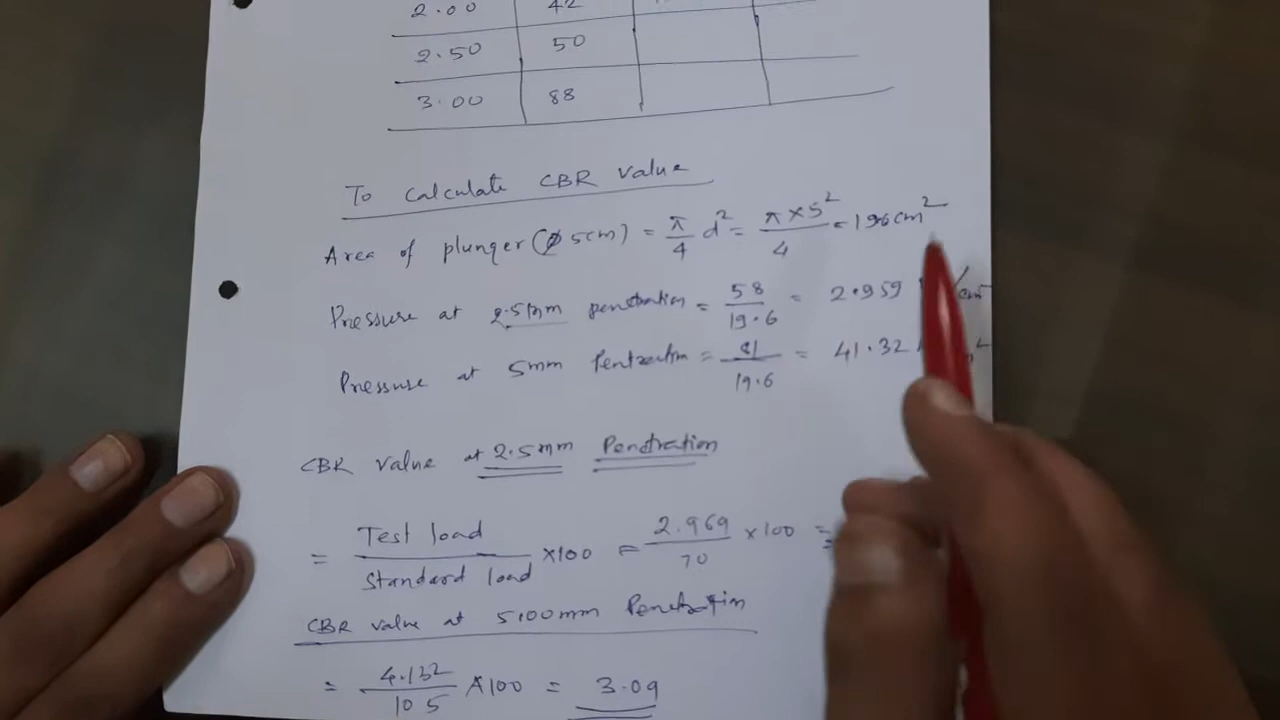 2.00 42
2.50 50
3.00 88
To calculate CBR value
Area of plunger (Ø 5cm) = π/4 d² = π×5²/4 = 196 cm²
Pressure at 2.5mm penetration = 58/19.6 = 2.959
Pressure at 5mm Pentration = 81/19.6 = 41.32
CBR value at 2.5mm Penetration
= Test load/Standard load ×100 = 2.969/70 ×100 =
CBR value at 5.00mm Penetration
= 4.132/105 ×100 = 3.09